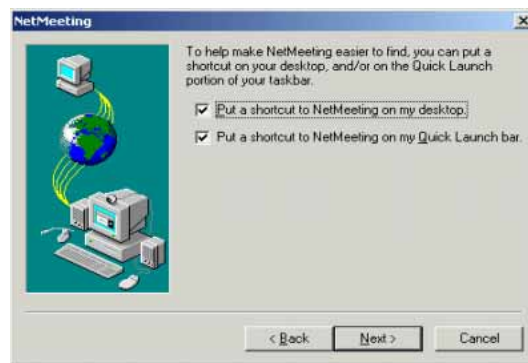 NetMeeting
To help make NetMeeting easier to find, you can put a
shortcut on your desktop, and/or on the Quick Launch
portion of your taskbar.
Put a shortcut to NetMeeting on my desktop.
Put a shortcut to NetMeeting on my Quick Launch bar.
< Back
Next >
Cancel